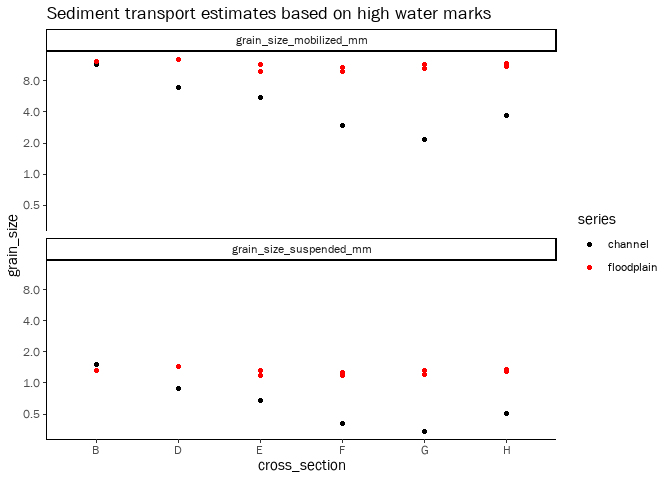 Sediment transport estimates based on high water marks
grain_size_mobilized_mm
8.0
4.0
2.0
1.0
0.5
grain_size
grain_size_suspended_mm
8.0
4.0
2.0
1.0
0.5
B D E F G H
cross_section
series
channel
floodplain